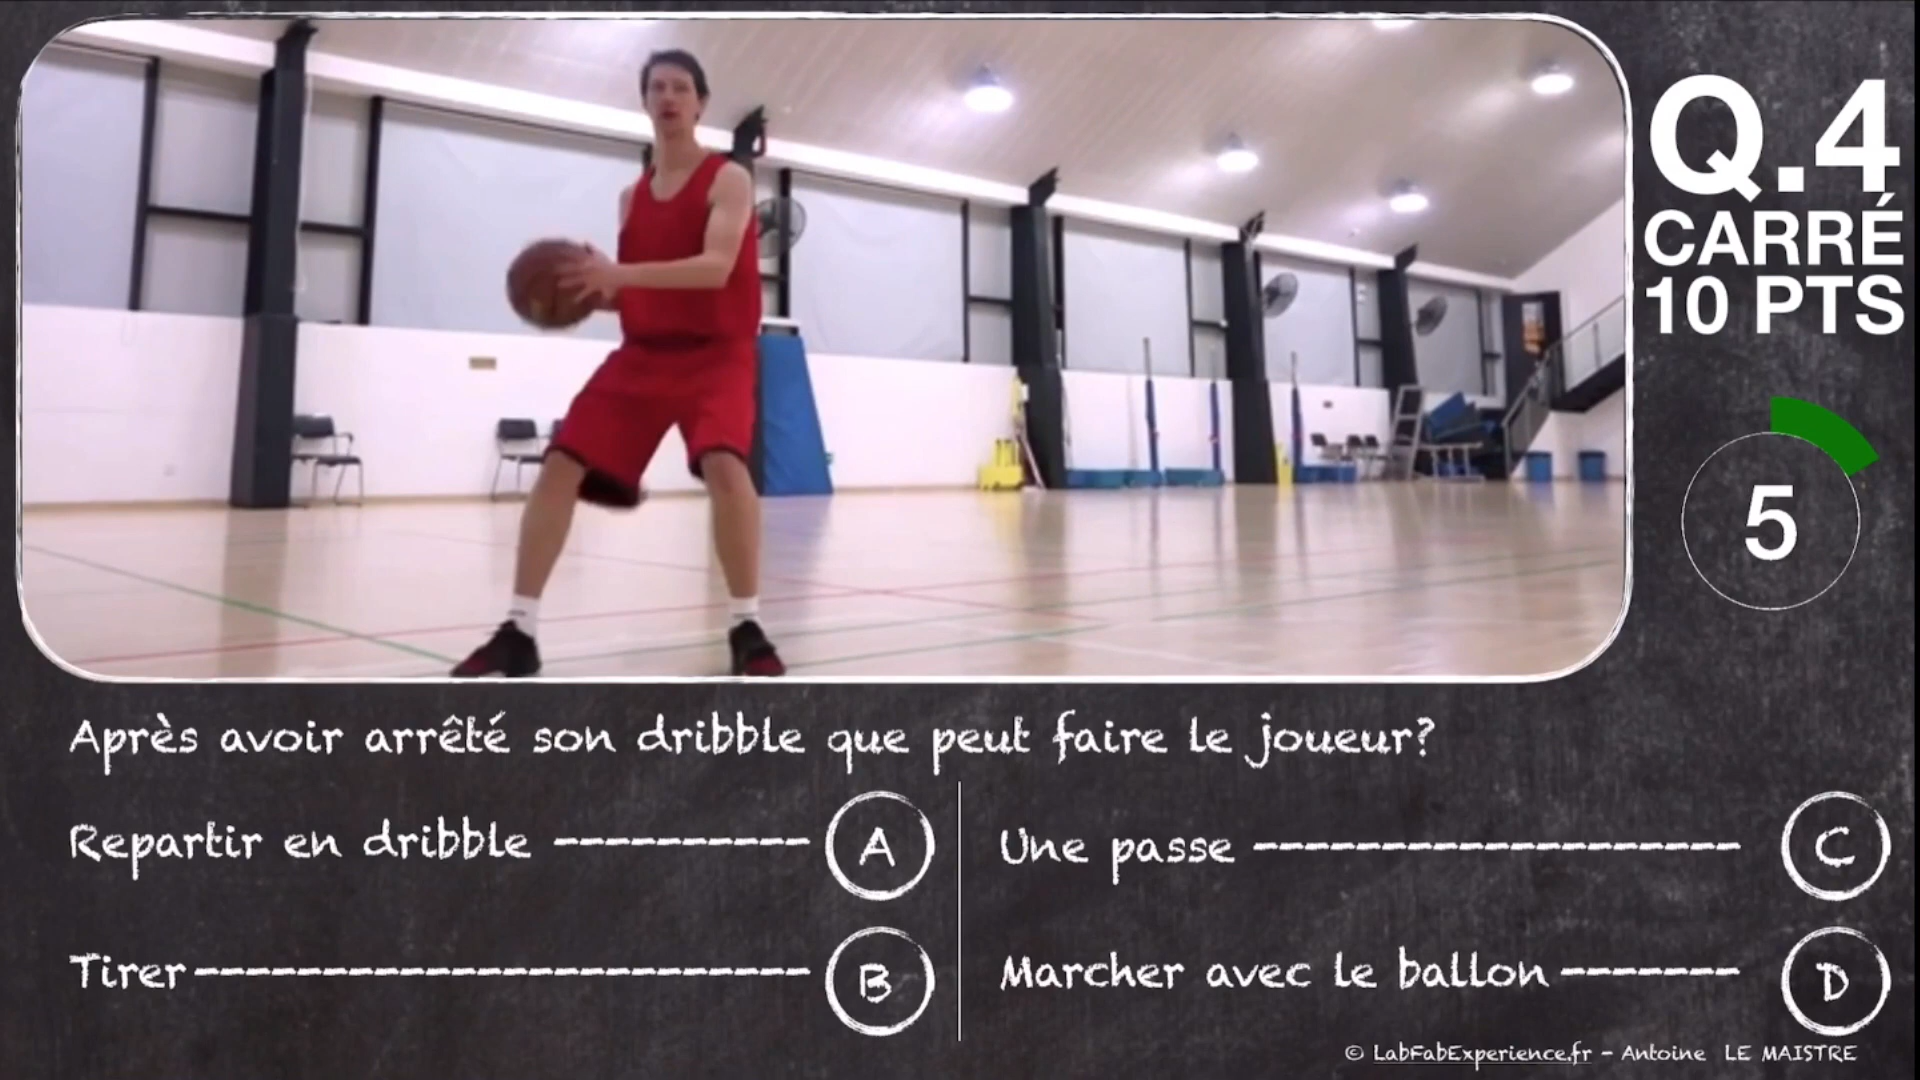 Q.4
CARRÉ
10 PTS
5
Après avoir arrêté son dribble que peut faire le joueur?
Repartir en dribble ---------- A
Tirer ------------------------ B
Une passe ------------------- C
Marcher avec le ballon ------- D
© LabFabExperience.fr - Antoine LE MAISTRE